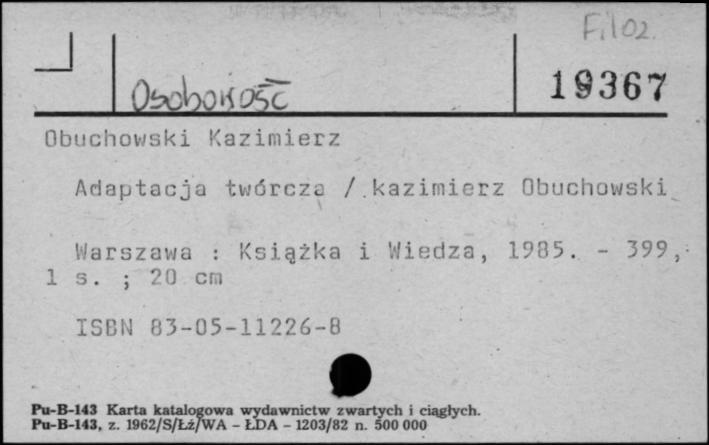 Filoz.
19367
Osobowość
Obuchowski Kazimierz
Adaptacja twórcza / kazimierz Obuchowski
Warszawa : Książka i Wiedza, 1985. - 399,
1 s. ; 20 cm
ISBN 83-05-11226-8
Pu-B-143 Karta katalogowa wydawnictw zwartych i ciągłych.
Pu-B-143, z. 1962/S/Łż/WA - ŁDA - 1203/82 n. 500 000